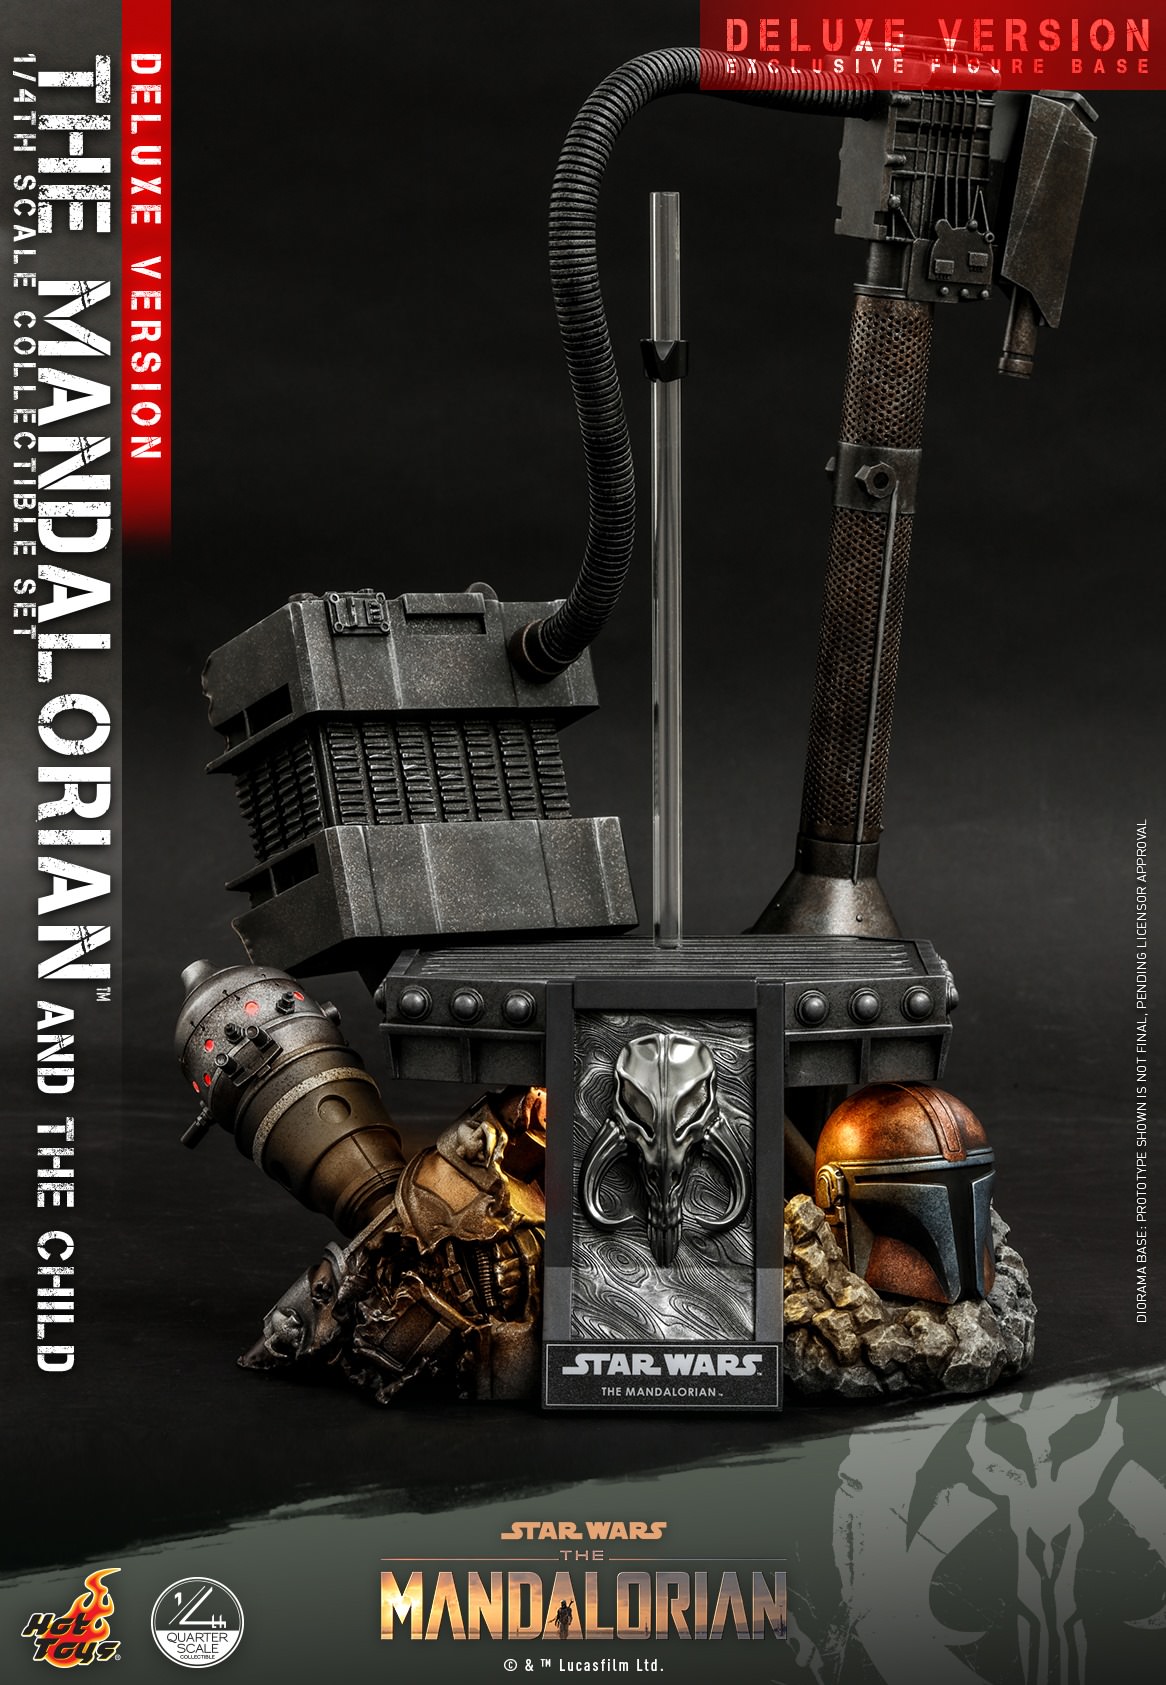 DELUXE VERSION
EXCLUSIVE FIGURE BASE
DELUXE VERSION
THE MANDALORIAN™ AND THE CHILD
1/4TH SCALE COLLECTIBLE SET
DIORAMA BASE: PROTOTYPE SHOWN IS NOT FINAL, PENDING LICENSOR APPROVAL
STAR WARS™
THE MANDALORIAN™
STAR WARS
THE
MANDALORIAN
© & ™ Lucasfilm Ltd.
Hot Toys®
1/4th
QUARTER
SCALE
COLLECTIBLE